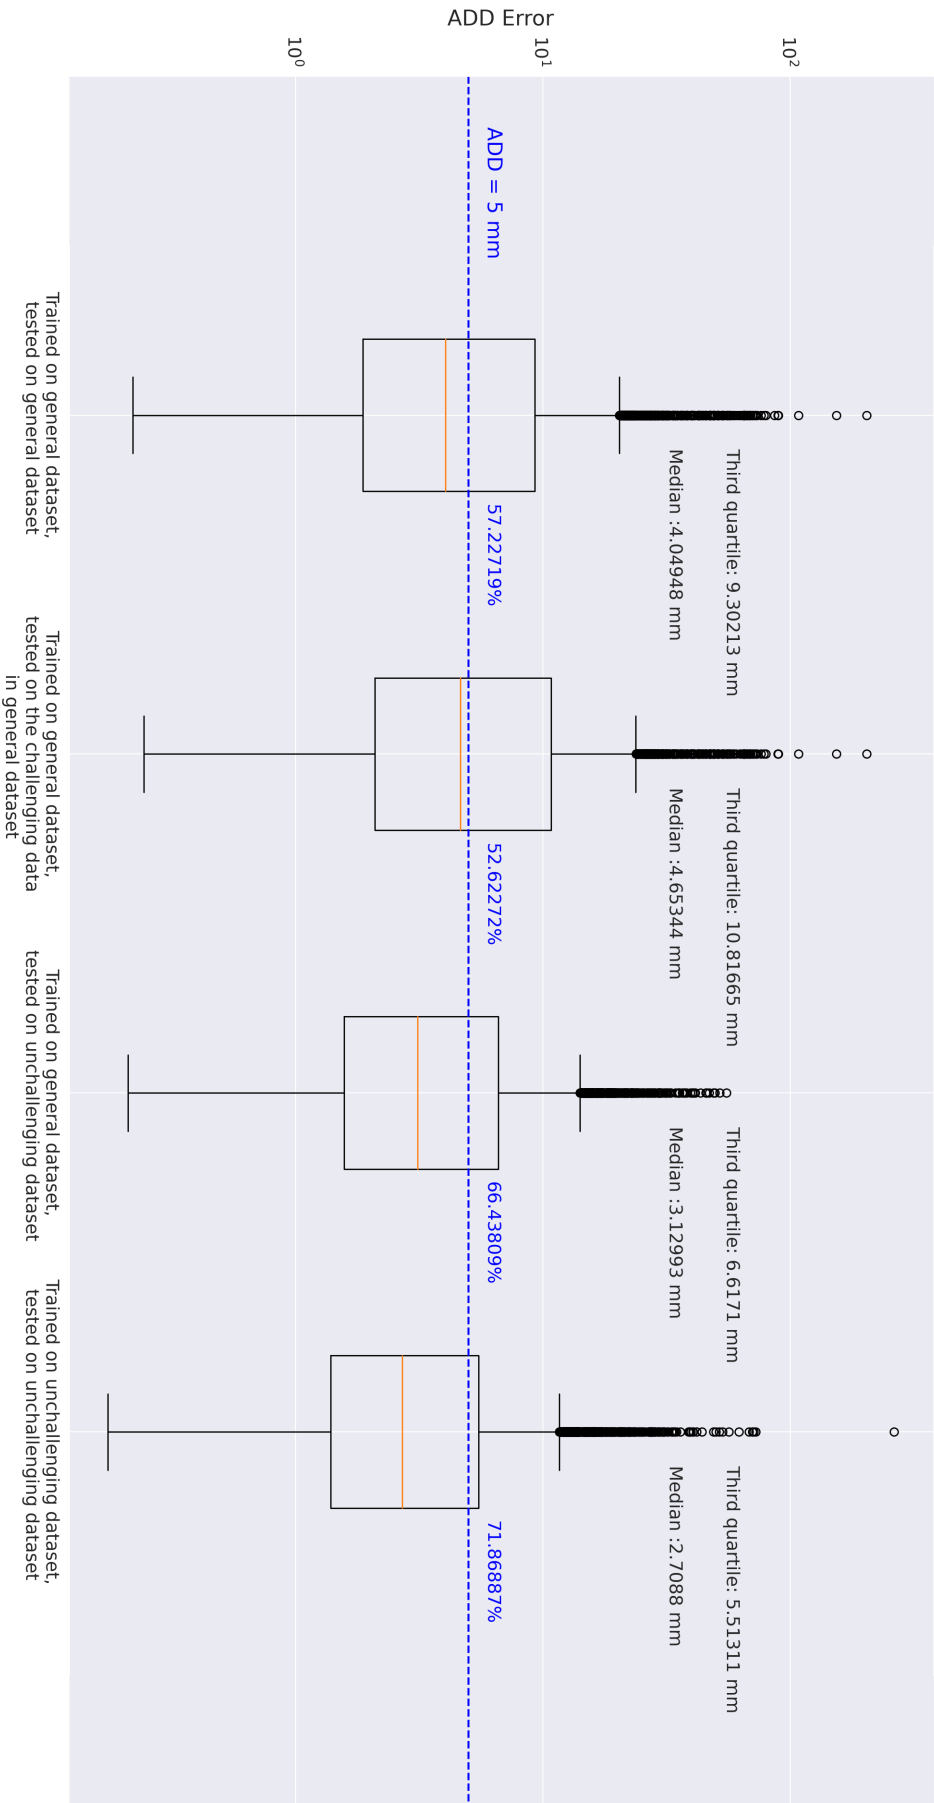 ADD Error
10²
10¹
10⁰
ADD = 5 mm
Third quartile: 9.30213 mm
Median :4.04948 mm
57.22719%
Third quartile: 10.81665 mm
Median :4.65344 mm
52.62272%
Third quartile: 6.6171 mm
Median :3.12993 mm
66.43809%
Third quartile: 5.51311 mm
Median :2.7088 mm
71.86887%
Trained on general dataset,
tested on general dataset
Trained on general dataset,
tested on the challenging data
in general dataset
Trained on general dataset,
tested on unchallenging dataset
Trained on unchallenging dataset,
tested on unchallenging dataset